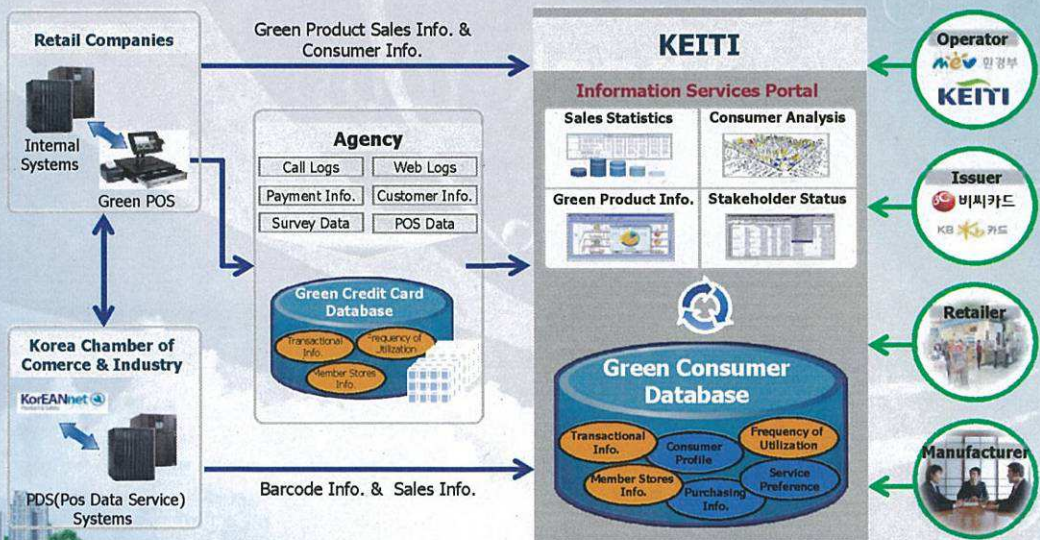 Retail Companies
Internal
Systems
Green POS
Green Product Sales Info. &
Consumer Info.
Agency
Call Logs
Web Logs
Payment Info.
Customer Info.
Survey Data
POS Data
Green Credit Card
Database
Transactional
Info.
Frequency of
Utilization
Member Stores
Info.
Korea Chamber of
Comerce & Industry
KorEANnet
PDS(Pos Data Service)
Systems
Barcode Info. & Sales Info.
KEITI
Information Services Portal
Sales Statistics
Consumer Analysis
Green Product Info.
Stakeholder Status
Green Consumer
Database
Transactional
Info.
Consumer
Profile
Frequency of
Utilization
Member Stores
Info.
Purchasing
Info.
Service
Preference
Operator
mev 환경부
KEITI
Issuer
비씨카드
KB 카드
Retailer
Manufacturer